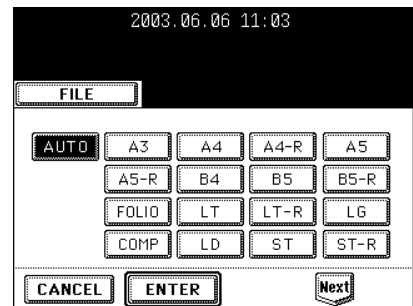 2003.06.06 11:03
FILE
AUTO A3 A4 A4-R A5
A5-R B4 B5 B5-R
FOLIO LT LT-R LG
COMP LD ST ST-R
CANCEL ENTER Next